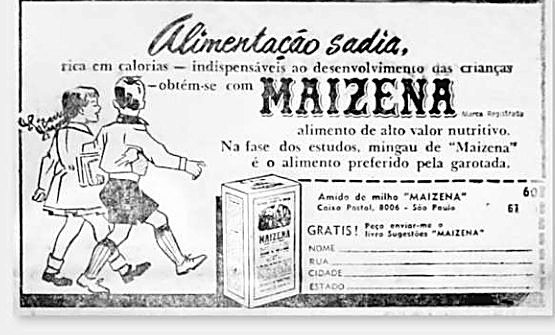 Alimentação sadia,
rica em calorias — indispensáveis ao desenvolvimento das crianças
—obtém-se com MAIZENA
Marca Registrada
alimento de alto valor nutritivo.
Na fase dos estudos, mingau de "Maizena"
é o alimento preferido pela garotada.
MAIZENA
Amido de milho "MAIZENA"
Caixa Postal, 8006 - São Paulo
60
61
GRATIS! Peça enviar-me o
livro Sugestões "MAIZENA"
NOME
RUA
CIDADE
ESTADO